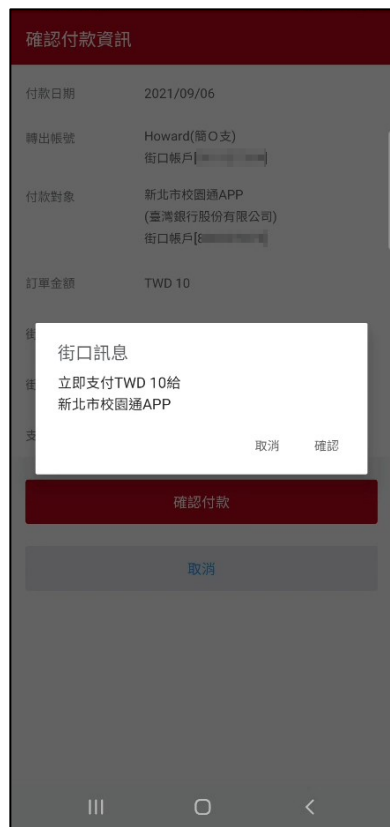 確認付款資訊
付款日期 2021/09/06
轉出帳號 Howard(簡O支)
街口帳戶[
付款對象 新北市校園通APP
(臺灣銀行股份有限公司)
街口帳戶[8
訂單金額 TWD 10
街
街口訊息
立即支付TWD 10給
街
新北市校園通APP
支
取消 確認
確認付款
取消